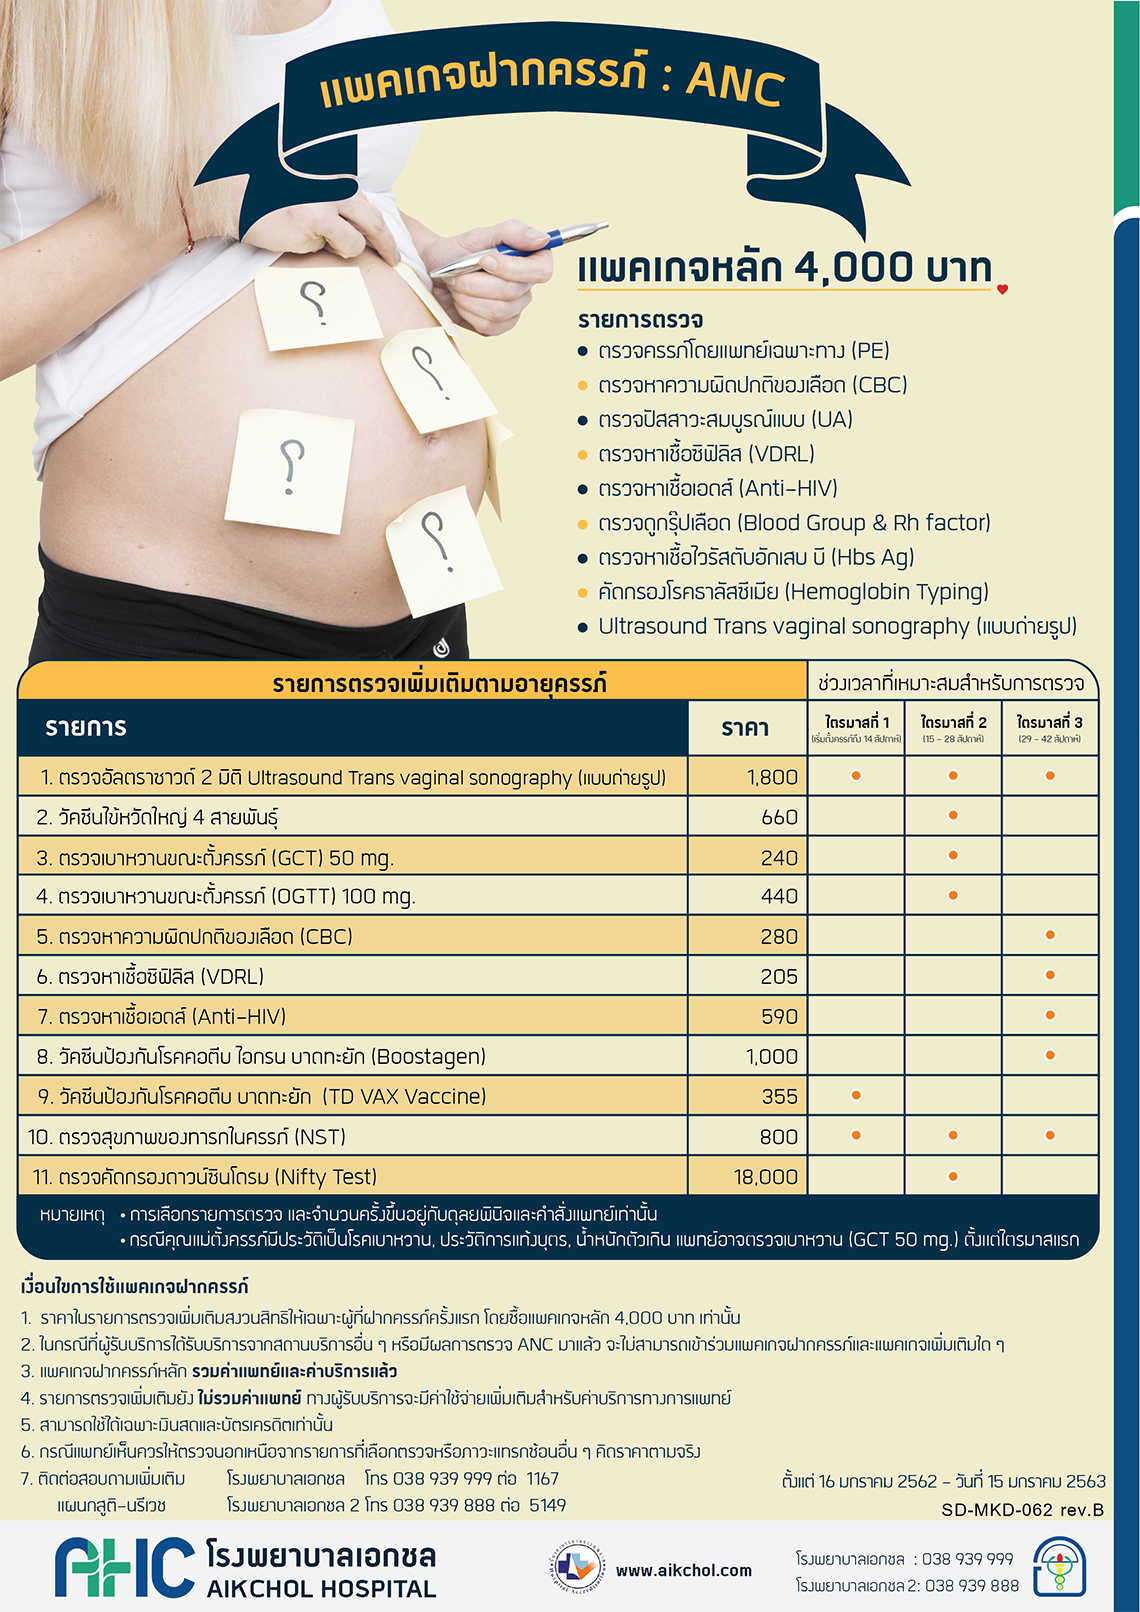 แพคเกจฝากครรภ์ : ANC
แพคเกจหลัก 4,000 บาท
รายการตรวจ
• ตรวจครรภ์โดยแพทย์เฉพาะทาง (PE)
• ตรวจหาความผิดปกติของเลือด (CBC)
• ตรวจปัสสาวะสมบูรณ์แบบ (UA)
• ตรวจหาเชื้อซิฟิลิส (VDRL)
• ตรวจหาเชื้อเอดส์ (Anti-HIV)
• ตรวจดูกรุ๊ปเลือด (Blood Group & Rh factor)
• ตรวจหาเชื้อไวรัสตับอักเสบ บี (Hbs Ag)
• คัดกรองโรคธาลัสซีเมีย (Hemoglobin Typing)
• Ultrasound Trans vaginal sonography (แบบถ่ายรูป)
? ? ? ?
รายการตรวจเพิ่มเติมตามอายุครรภ์ ช่วงเวลาที่เหมาะสมสำหรับการตรวจ
รายการ ราคา ไตรมาสที่ 1 ไตรมาสที่ 2 ไตรมาสที่ 3
(เริ่มตั้งครรภ์ถึง 14 สัปดาห์) (15 - 28 สัปดาห์) (29 - 42 สัปดาห์)
1. ตรวจอัลตราซาวด์ 2 มิติ Ultrasound Trans vaginal sonography (แบบถ่ายรูป) 1,800 • • •
2. วัคซีนไข้หวัดใหญ่ 4 สายพันธุ์ 660 •
3. ตรวจเบาหวานขณะตั้งครรภ์ (GCT) 50 mg. 240 •
4. ตรวจเบาหวานขณะตั้งครรภ์ (OGTT) 100 mg. 440 •
5. ตรวจหาความผิดปกติของเลือด (CBC) 280 •
6. ตรวจหาเชื้อซิฟิลิส (VDRL) 205 •
7. ตรวจหาเชื้อเอดส์ (Anti-HIV) 590 •
8. วัคซีนป้องกันโรคคอตีบ ไอกรน บาดทะยัก (Boostagen) 1,000 •
9. วัคซีนป้องกันโรคคอตีบ บาดทะยัก (TD VAX Vaccine) 355 •
10. ตรวจสุขภาพของทารกในครรภ์ (NST) 800 • • •
11. ตรวจคัดกรองดาวน์ซินโดรม (Nifty Test) 18,000 •
หมายเหตุ • การเลือกรายการตรวจ และจำนวนครั้งขึ้นอยู่กับดุลยพินิจและคำสั่งแพทย์เท่านั้น
• กรณีคุณแม่ตั้งครรภ์มีประวัติเป็นโรคเบาหวาน, ประวัติการแท้งบุตร, น้ำหนักตัวเกิน แพทย์อาจตรวจเบาหวาน (GCT 50 mg.) ตั้งแต่ไตรมาสแรก
เงื่อนไขการใช้แพคเกจฝากครรภ์
1. ราคาในรายการตรวจเพิ่มเติมสงวนสิทธิให้เฉพาะผู้ที่ฝากครรภ์ครั้งแรก โดยซื้อแพคเกจหลัก 4,000 บาท เท่านั้น
2. ในกรณีที่ผู้รับบริการได้รับบริการจากสถานบริการอื่น ๆ หรือมีผลการตรวจ ANC มาแล้ว จะไม่สามารถเข้าร่วมแพคเกจฝากครรภ์และแพคเกจเพิ่มเติมใด ๆ
3. แพคเกจฝากครรภ์หลัก รวมค่าแพทย์และค่าบริการแล้ว
4. รายการตรวจเพิ่มเติมยัง ไม่รวมค่าแพทย์ ทางผู้รับบริการจะมีค่าใช้จ่ายเพิ่มเติมสำหรับค่าบริการทางการแพทย์
5. สามารถใช้ได้เฉพาะเงินสดและบัตรเครดิตเท่านั้น
6. กรณีแพทย์เห็นควรให้ตรวจนอกเหนือจากรายการที่เลือกตรวจหรือภาวะแทรกซ้อนอื่น ๆ คิดราคาตามจริง
7. ติดต่อสอบถามเพิ่มเติม โรงพยาบาลเอกชล โทร 038 939 999 ต่อ 1167
แผนกสูติ-นรีเวช โรงพยาบาลเอกชล 2 โทร 038 939 888 ต่อ 5149
ตั้งแต่ 16 มกราคม 2562 - วันที่ 15 มกราคม 2563
SD-MKD-062 rev.B
AHC โรงพยาบาลเอกชล
AIKCHOL HOSPITAL
www.aikchol.com
โรงพยาบาลเอกชล : 038 939 999
โรงพยาบาลเอกชล 2: 038 939 888